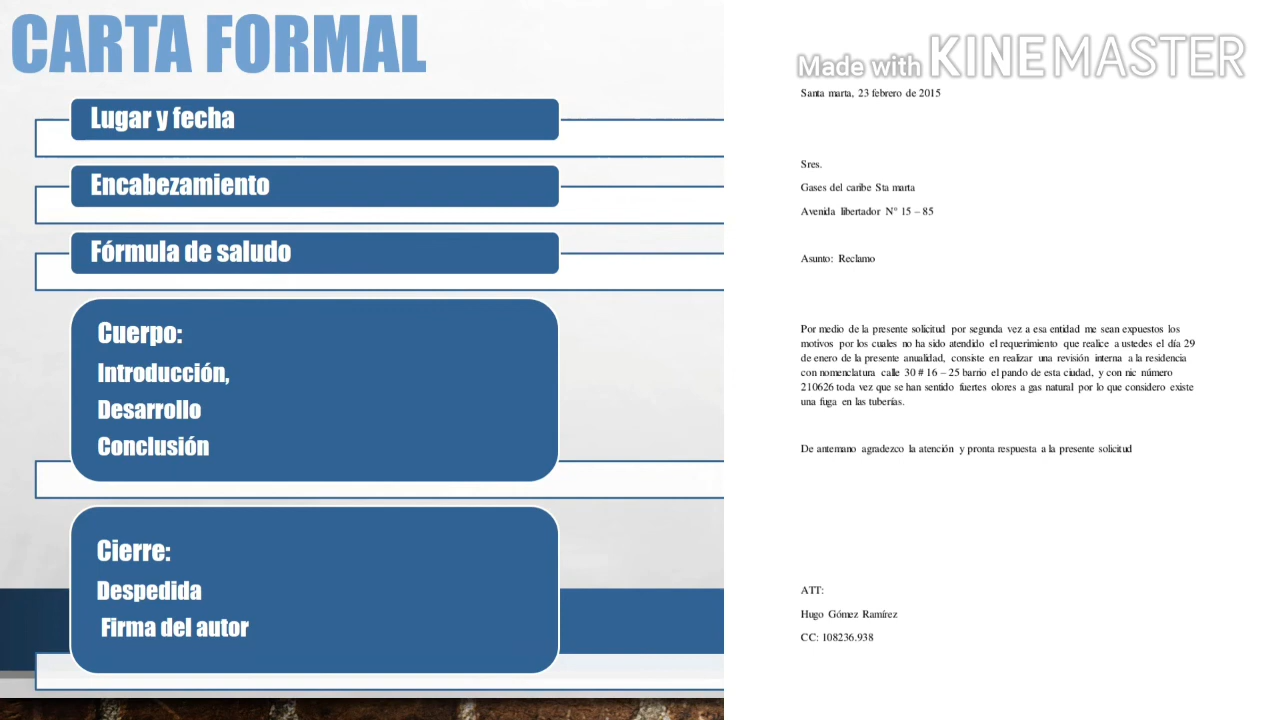 CARTA FORMAL
Lugar y fecha
Encabezamiento
Fórmula de saludo
Cuerpo:
Introducción,
Desarrollo
Conclusión
Cierre:
Despedida
Firma del autor
Made with KINEMASTER
Santa marta, 23 febrero de 2015
Sres.
Gases del caribe Sta marta
Avenida libertador N° 15 – 85
Asunto: Reclamo
Por medio de la presente solicitud por segunda vez a esa entidad me sean expuestos los
motivos por los cuales no ha sido atendido el requerimiento que realice a ustedes el día 29
de enero de la presente anualidad, consiste en realizar una revisión interna a la residencia
con nomenclatura calle 30 # 16 – 25 barrio el pando de esta ciudad, y con nic número
210626 toda vez que se han sentido fuertes olores a gas natural por lo que considero existe
una fuga en las tuberías.
De antemano agradezco la atención y pronta respuesta a la presente solicitud
ATT:
Hugo Gómez Ramírez
CC: 108236.938